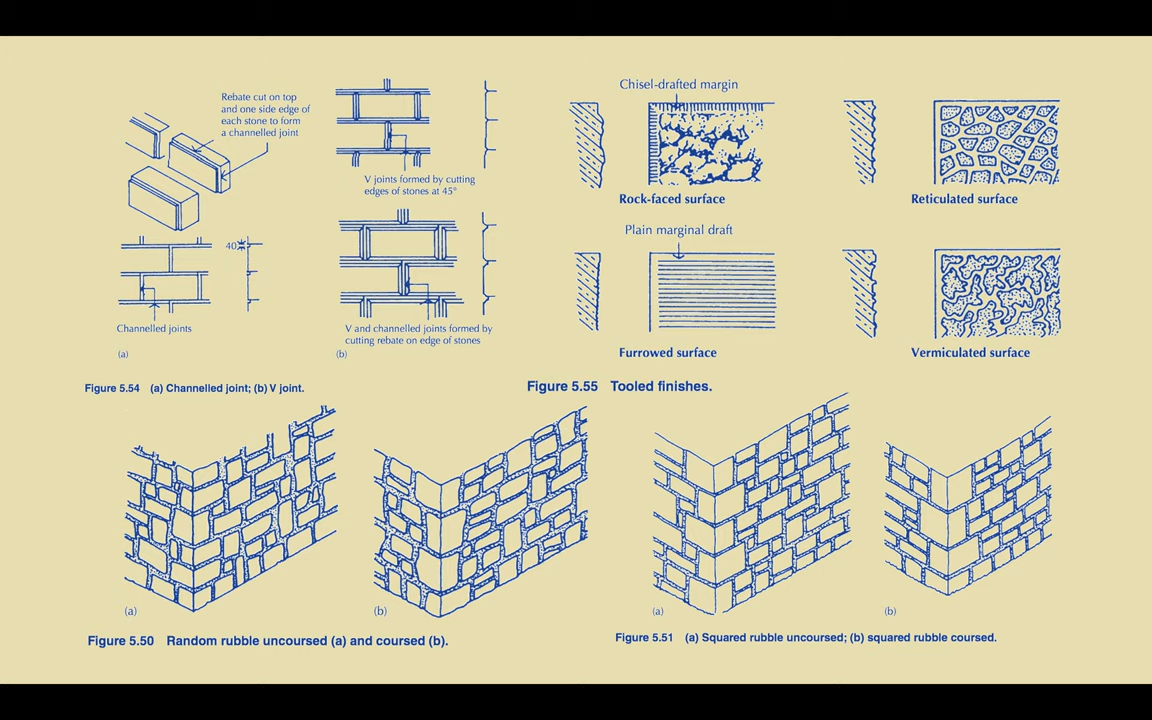 Rebate cut on top
and one side edge of
each stone to form
a channelled joint
V joints formed by cutting
edges of stones at 45°
40
Channelled joints
V and channelled joints formed by
cutting rebate on edge of stones
(a)
(b)
Figure 5.54 (a) Channelled joint; (b) V joint.
Chisel-drafted margin
Rock-faced surface
Reticulated surface
Plain marginal draft
Furrowed surface
Vermiculated surface
Figure 5.55 Tooled finishes.
(a)
(b)
Figure 5.50 Random rubble uncoursed (a) and coursed (b).
(a)
(b)
Figure 5.51 (a) Squared rubble uncoursed; (b) squared rubble coursed.